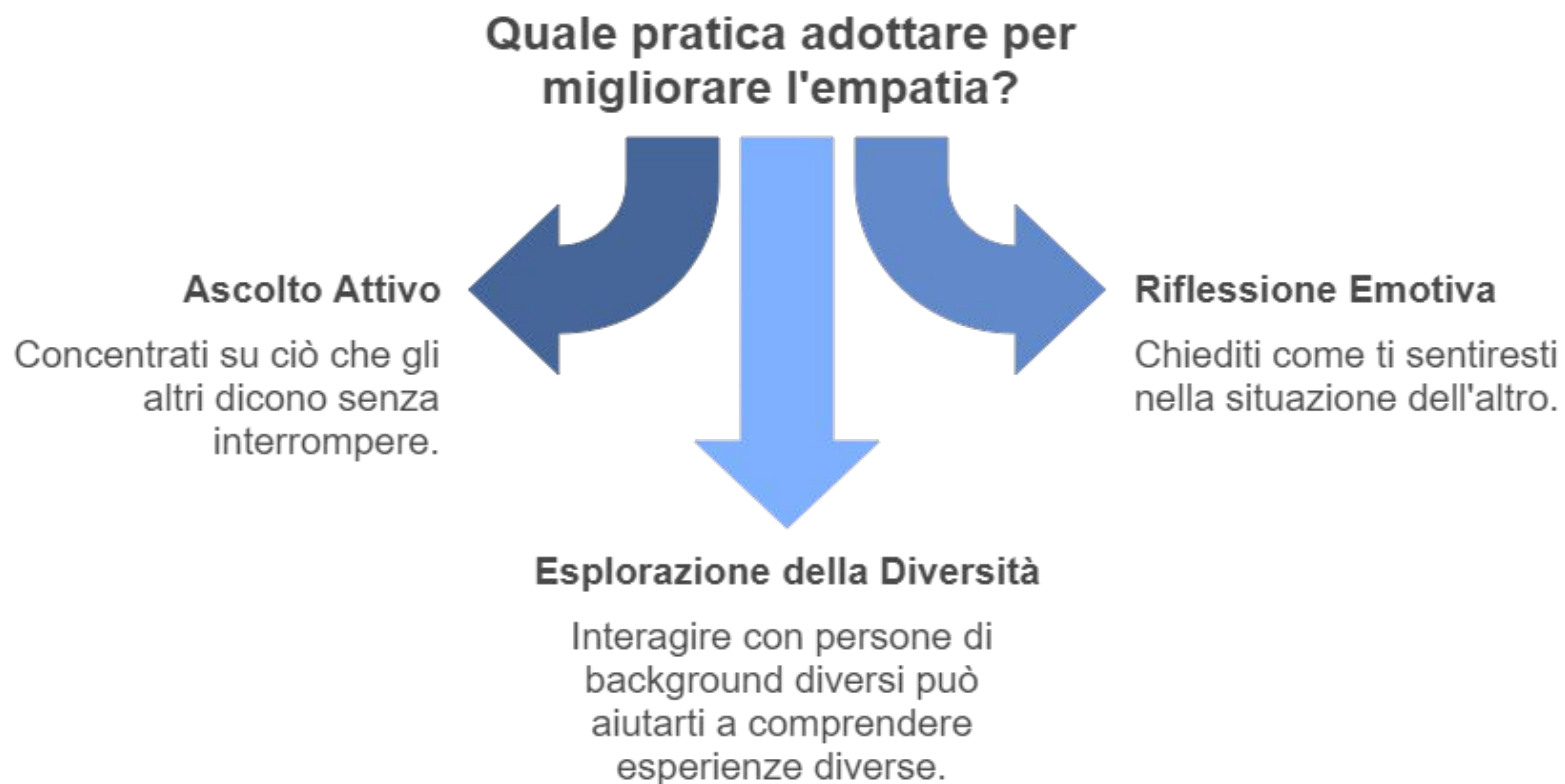 Quale pratica adottare per
migliorare l'empatia?
Ascolto Attivo
Concentrati su ciò che gli
altri dicono senza
interrompere.
Riflessione Emotiva
Chiediti come ti sentiresti
nella situazione dell'altro.
Esplorazione della Diversità
Interagire con persone di
background diversi può
aiutarti a comprendere
esperienze diverse.